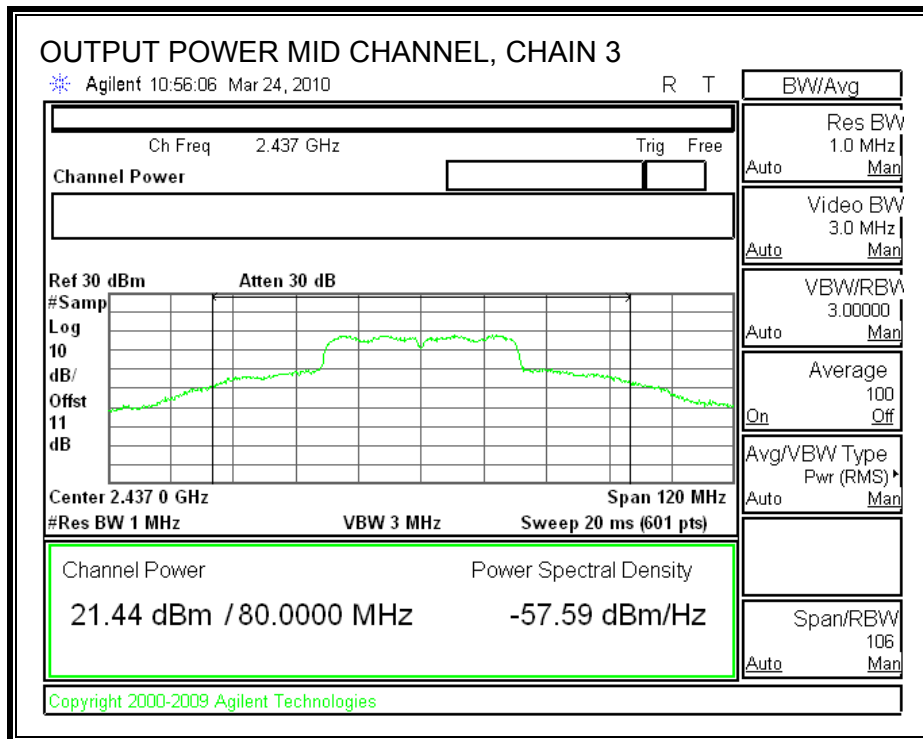 OUTPUT POWER MID CHANNEL, CHAIN 3
Agilent 10:56:06 Mar 24, 2010 R T
BW/Avg
Ch Freq 2.437 GHz Trig Free
Channel Power
Res BW
1.0 MHz
Auto Man
Video BW
3.0 MHz
Auto Man
VBW/RBW
3.00000
Auto Man
Average
100
On Off
Avg/VBW Type
Pwr (RMS)
Auto Man
Span/RBW
106
Auto Man
Ref 30 dBm Atten 30 dB
#Samp
Log
10
dB/
Offst
11
dB
Center 2.437 0 GHz Span 120 MHz
#Res BW 1 MHz VBW 3 MHz Sweep 20 ms (601 pts)
Channel Power Power Spectral Density
21.44 dBm / 80.0000 MHz -57.59 dBm/Hz
Copyright 2000-2009 Agilent Technologies